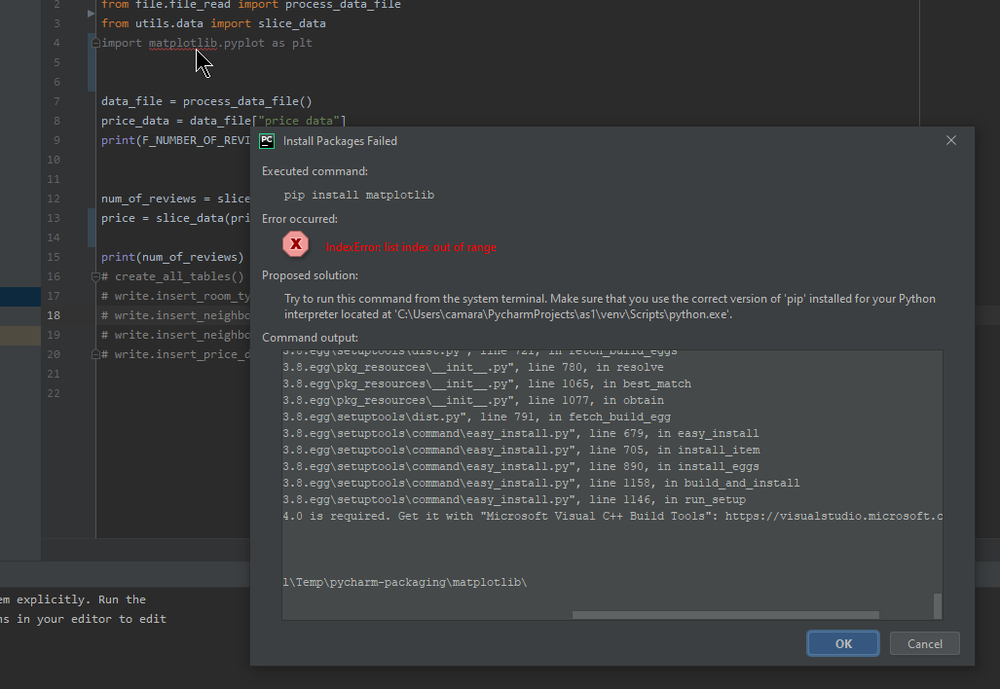 2 from file.file_read import process_data_file
3 from utils.data import slice_data
4 import matplotlib.pyplot as plt
5
6
7 data_file = process_data_file()
8 price_data = data_file["price data"]
9 print(F_NUMBER_OF_REVI
10
11
12 num_of_reviews = slice
13 price = slice_data(pri
14
15 print(num_of_reviews)
16 # create_all_tables()
17 # write.insert_room_ty
18 # write.insert_neighbo
19 # write.insert_neighbo
20 # write.insert_price_d
21
22
PC Install Packages Failed
Executed command:
pip install matplotlib
Error occurred:
IndexError: list index out of range
Proposed solution:
Try to run this command from the system terminal. Make sure that you use the correct version of 'pip' installed for your Python
interpreter located at 'C:\Users\camara\PycharmProjects\as1\venv\Scripts\python.exe'.
Command output:
3.8.egg\setuptools\dist.py", line 721, in fetch_build_eggs
3.8.egg\pkg_resources\__init__.py", line 780, in resolve
3.8.egg\pkg_resources\__init__.py", line 1065, in best_match
3.8.egg\pkg_resources\__init__.py", line 1077, in obtain
3.8.egg\setuptools\dist.py", line 791, in fetch_build_egg
3.8.egg\setuptools\command\easy_install.py", line 679, in easy_install
3.8.egg\setuptools\command\easy_install.py", line 705, in install_item
3.8.egg\setuptools\command\easy_install.py", line 890, in install_eggs
3.8.egg\setuptools\command\easy_install.py", line 1158, in build_and_install
3.8.egg\setuptools\command\easy_install.py", line 1146, in run_setup
4.0 is required. Get it with "Microsoft Visual C++ Build Tools": https://visualstudio.microsoft.c
l\Temp\pycharm-packaging\matplotlib\
OK
Cancel
em explicitly. Run the
ns in your editor to edit